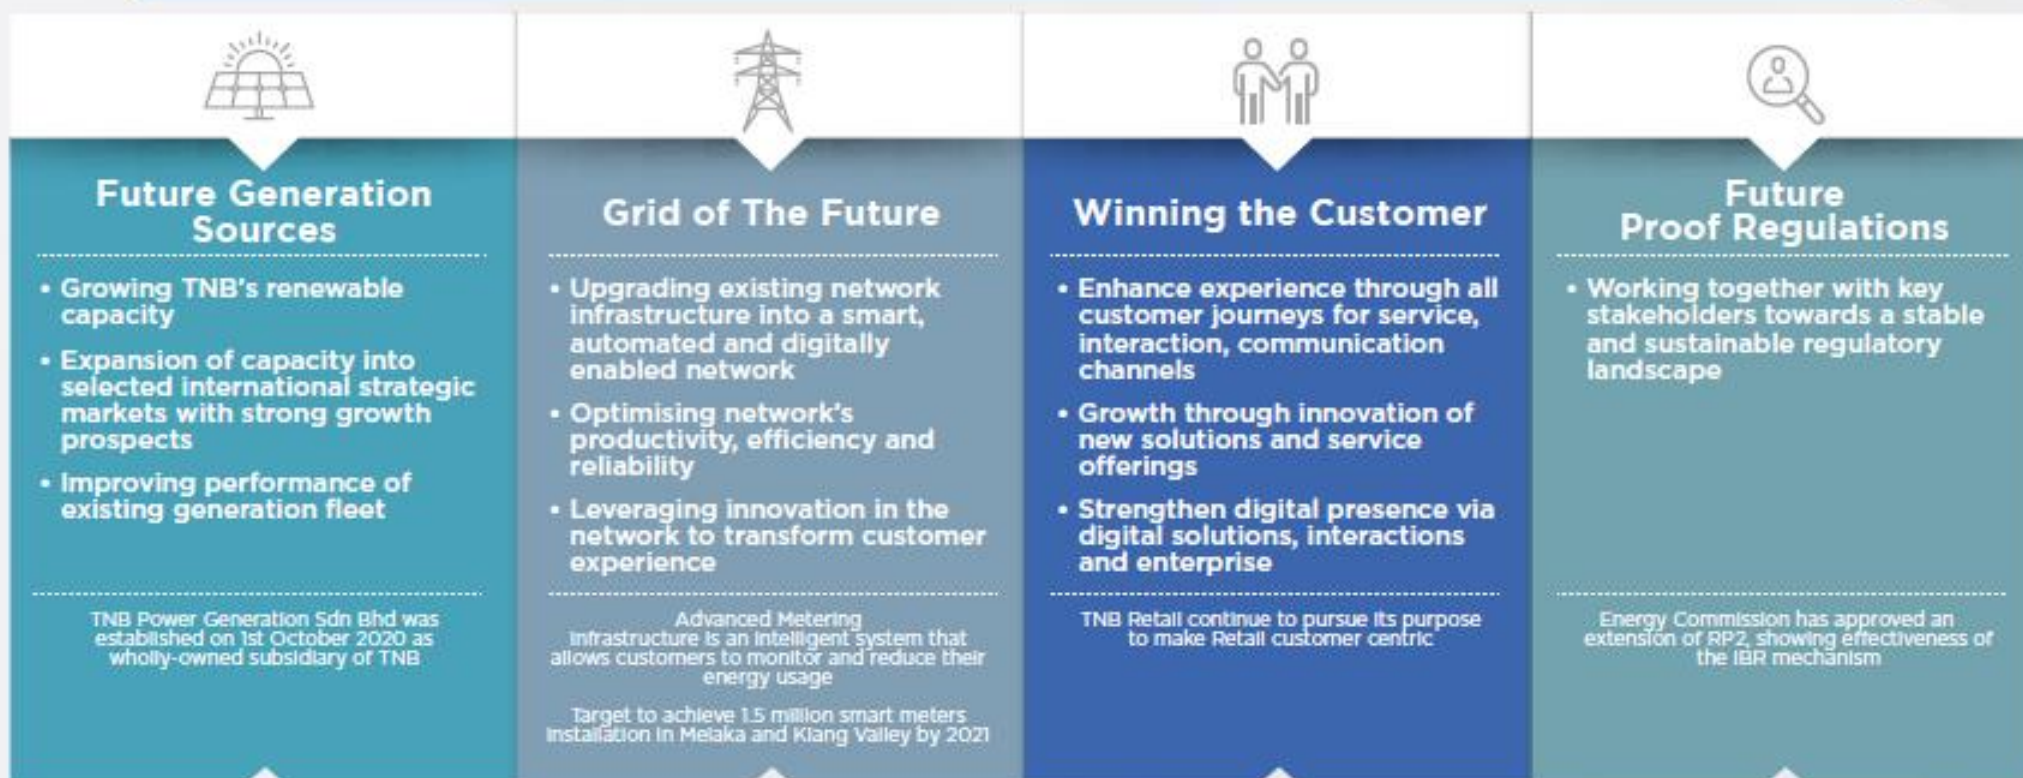 Future Generation
Sources
• Growing TNB's renewable
capacity
• Expansion of capacity into
selected international strategic
markets with strong growth
prospects
• Improving performance of
existing generation fleet
TNB Power Generation Sdn Bhd was
established on 1st October 2020 as
wholly-owned subsidiary of TNB
Grid of The Future
• Upgrading existing network
infrastructure into a smart,
automated and digitally
enabled network
• Optimising network's
productivity, efficiency and
reliability
• Leveraging innovation in the
network to transform customer
experience
Advanced Metering
Infrastructure is an intelligent system that
allows customers to monitor and reduce their
energy usage
Target to achieve 1.5 million smart meters
installation in Melaka and Klang Valley by 2021
Winning the Customer
• Enhance experience through all
customer journeys for service,
interaction, communication
channels
• Growth through innovation of
new solutions and service
offerings
• Strengthen digital presence via
digital solutions, interactions
and enterprise
TNB Retail continue to pursue its purpose
to make Retail customer centric
Future
Proof Regulations
• Working together with key
stakeholders towards a stable
and sustainable regulatory
landscape
Energy Commission has approved an
extension of RP2, showing effectiveness of
the IBR mechanism